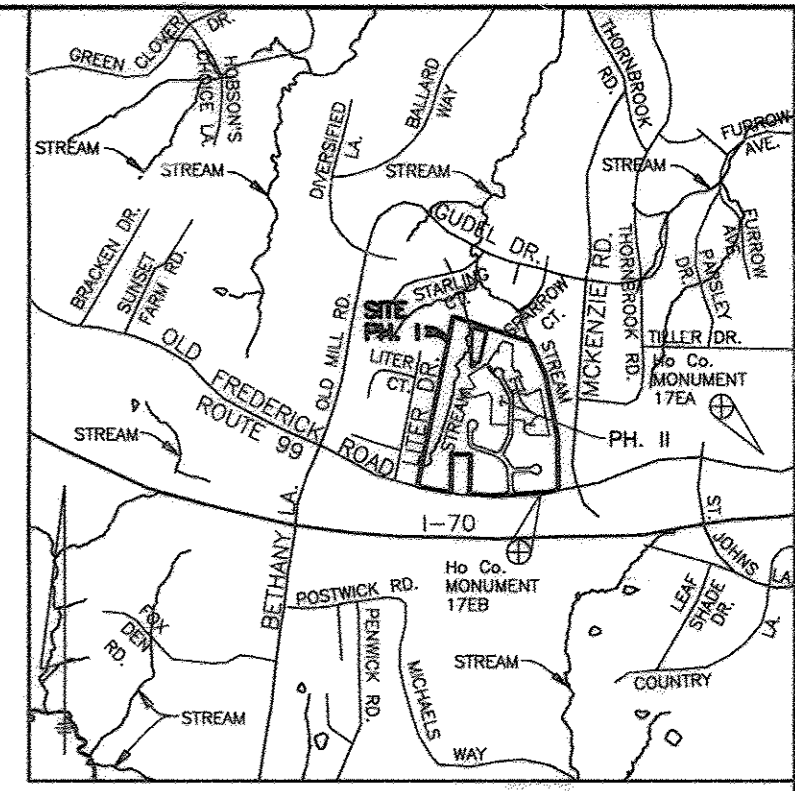 GREEN CLOVER DR.
HOBSON'S
CHOICE LA.
STREAM
STREAM
DIVERSIFIED
LA.
BALLARD
WAY
STREAM
THORNBROOK
RD.
STREAM
FURROW
AVE.
FURROW
AVE.
PARSLEY
DR.
BRACKEN DR.
SUNSET
FARM RD.
GUDEL DR.
MCKENZIE RD.
THORNBROOK RD.
TILLER DR.
STARLING
CT.
SPARROW
CT.
SITE
PH. I
OLD MILL RD.
LITER
CT.
LITER DR.
STREAM
STREAM
Ho Co.
MONUMENT
17EA
OLD FREDERICK ROAD
ROUTE 99
PH. II
STREAM
I-70
BETHANY LA.
Ho Co.
MONUMENT
17EB
ST.
JOHNS
LA.
LEAF
SHADE
DR.
LA.
COUNTRY
POSTWICK RD.
PENWICK RD.
MICHAELS
WAY
STREAM
FOX
DEN
RD.
STREAM